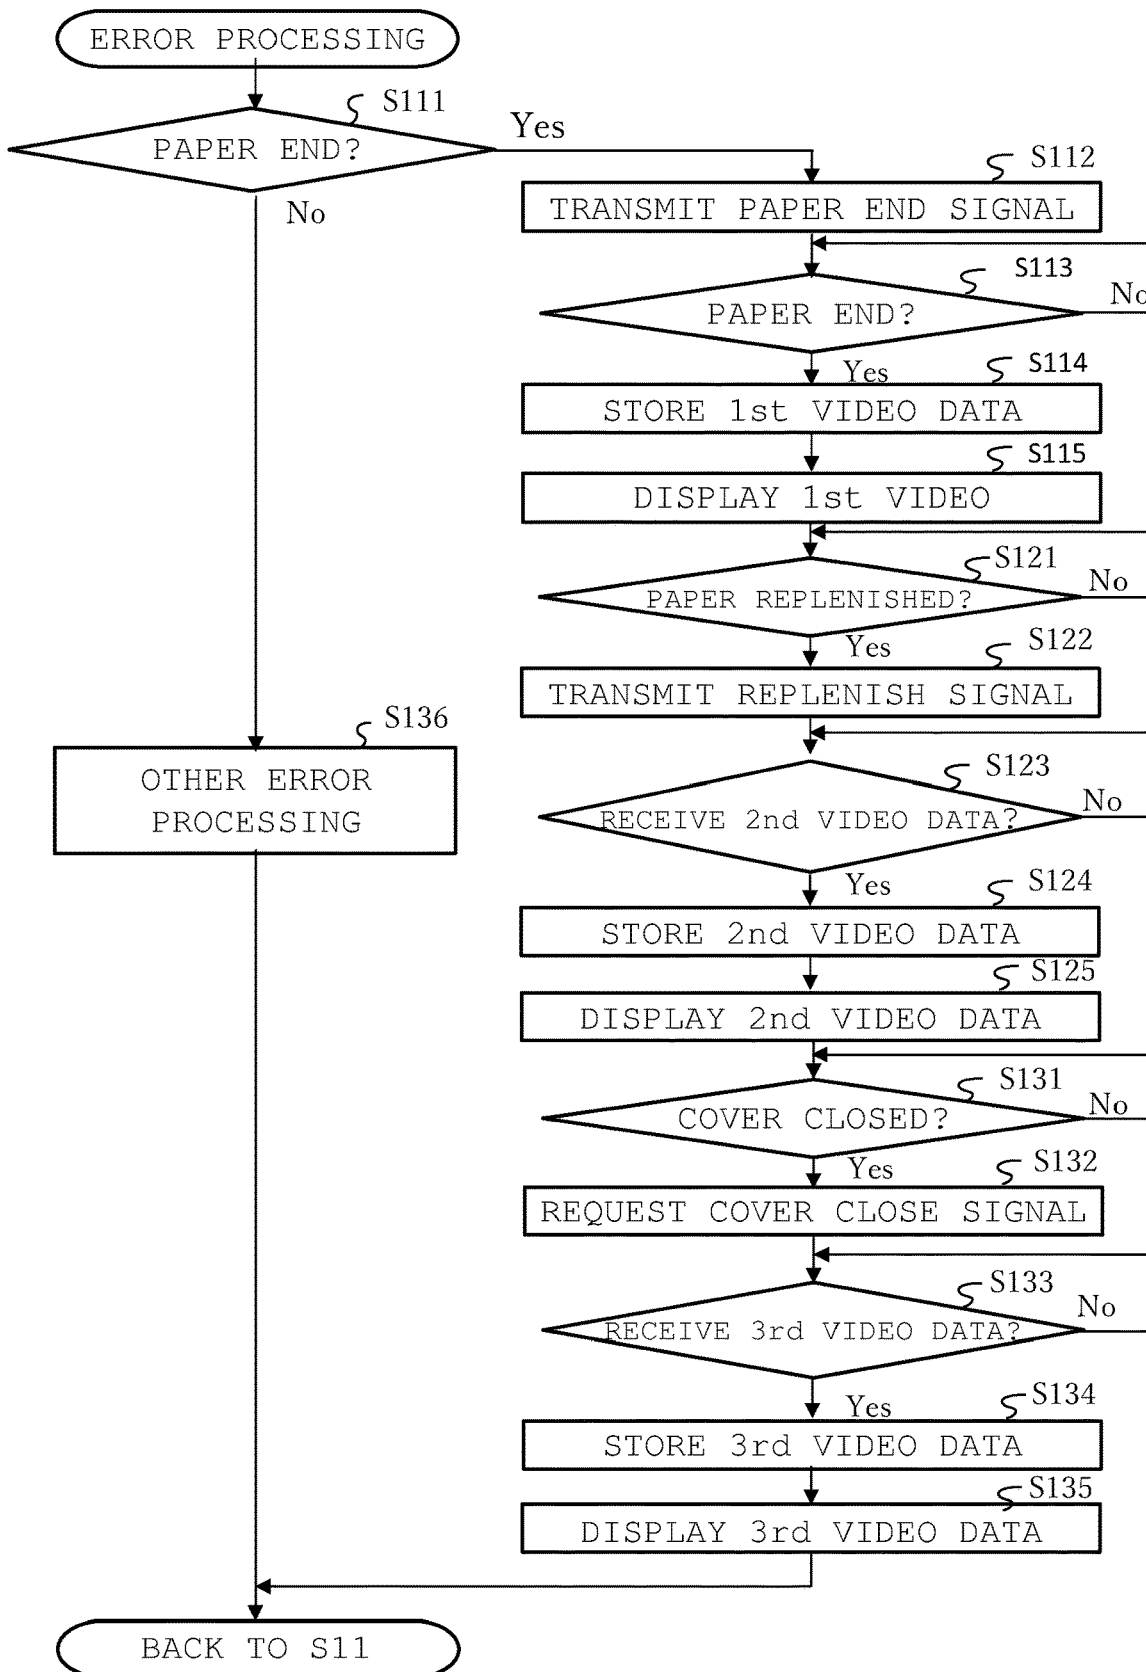 ERROR PROCESSING
S111
PAPER END?
Yes
No
S112
TRANSMIT PAPER END SIGNAL
S113
PAPER END?
No
Yes
S114
STORE 1st VIDEO DATA
S115
DISPLAY 1st VIDEO
S121
PAPER REPLENISHED?
No
Yes
S122
TRANSMIT REPLENISH SIGNAL
S136
OTHER ERROR
PROCESSING
S123
RECEIVE 2nd VIDEO DATA?
No
Yes
S124
STORE 2nd VIDEO DATA
S125
DISPLAY 2nd VIDEO DATA
S131
COVER CLOSED?
No
Yes
S132
REQUEST COVER CLOSE SIGNAL
S133
RECEIVE 3rd VIDEO DATA?
No
Yes
S134
STORE 3rd VIDEO DATA
S135
DISPLAY 3rd VIDEO DATA
BACK TO S11